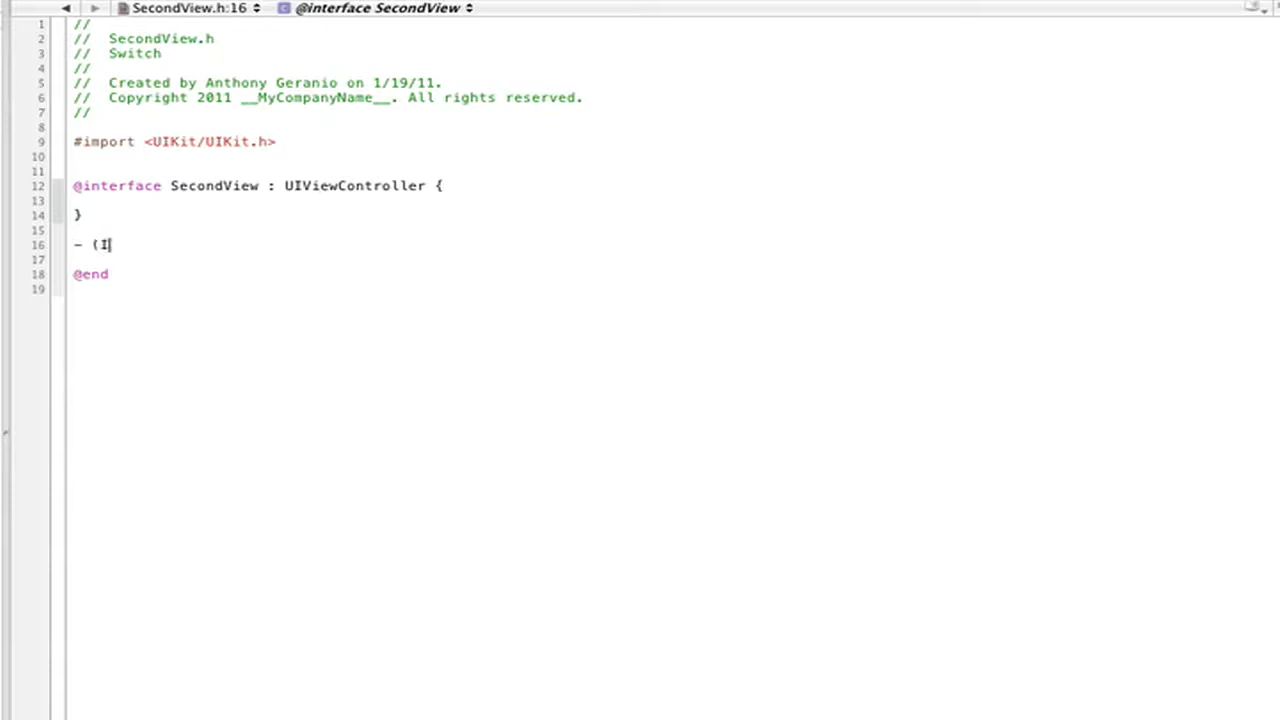 SecondView.h:16 @interface SecondView
1 //
2 // SecondView.h
3 // Switch
4 //
5 // Created by Anthony Geranio on 1/19/11.
6 // Copyright 2011 __MyCompanyName__. All rights reserved.
7 //
8
9 #import <UIKit/UIKit.h>
10
11
12 @interface SecondView : UIViewController {
13
14 }
15
16 - (I
17
18 @end
19